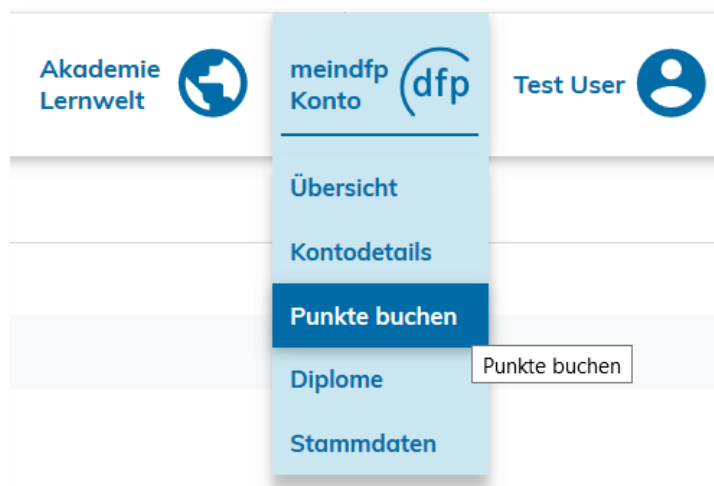 Akademie
Lernwelt
meindfp
Konto
dfp
Test User
Übersicht
Kontodetails
Punkte buchen
Punkte buchen
Diplome
Stammdaten